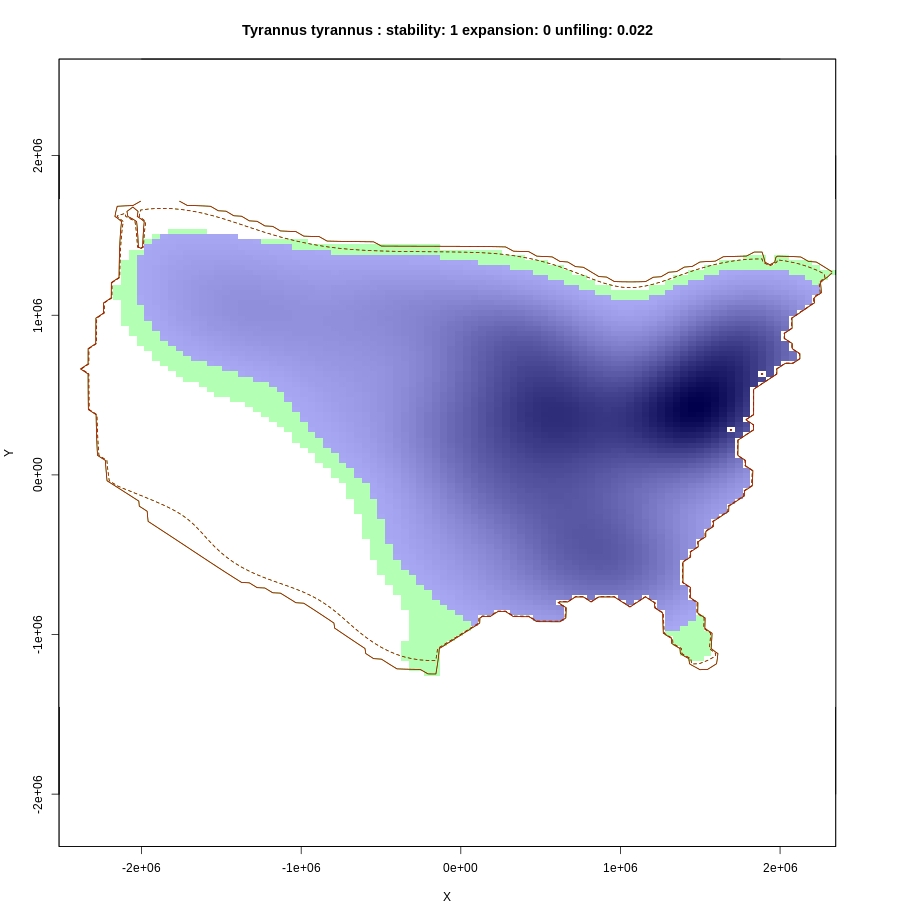 Tyrannus tyrannus : stability: 1 expansion: 0 unfiling: 0.022
2e+06
1e+06
Y
0e+00
-1e+06
-2e+06
-2e+06 -1e+06 0e+00 1e+06 2e+06
X